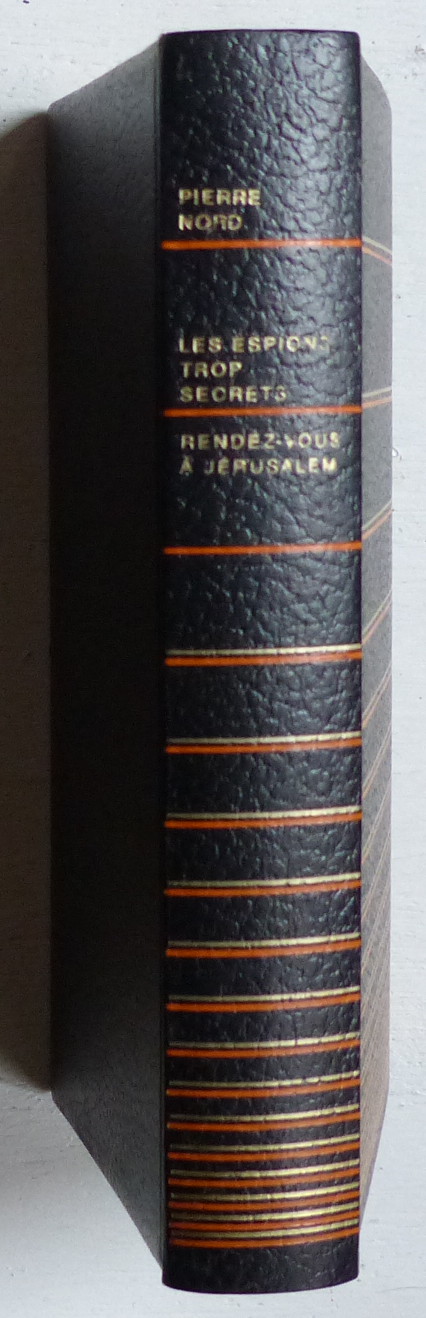 PIERRE
NORD
LES ESPIONS
TROP
SECRETS
RENDEZ-VOUS
À JÉRUSALEM